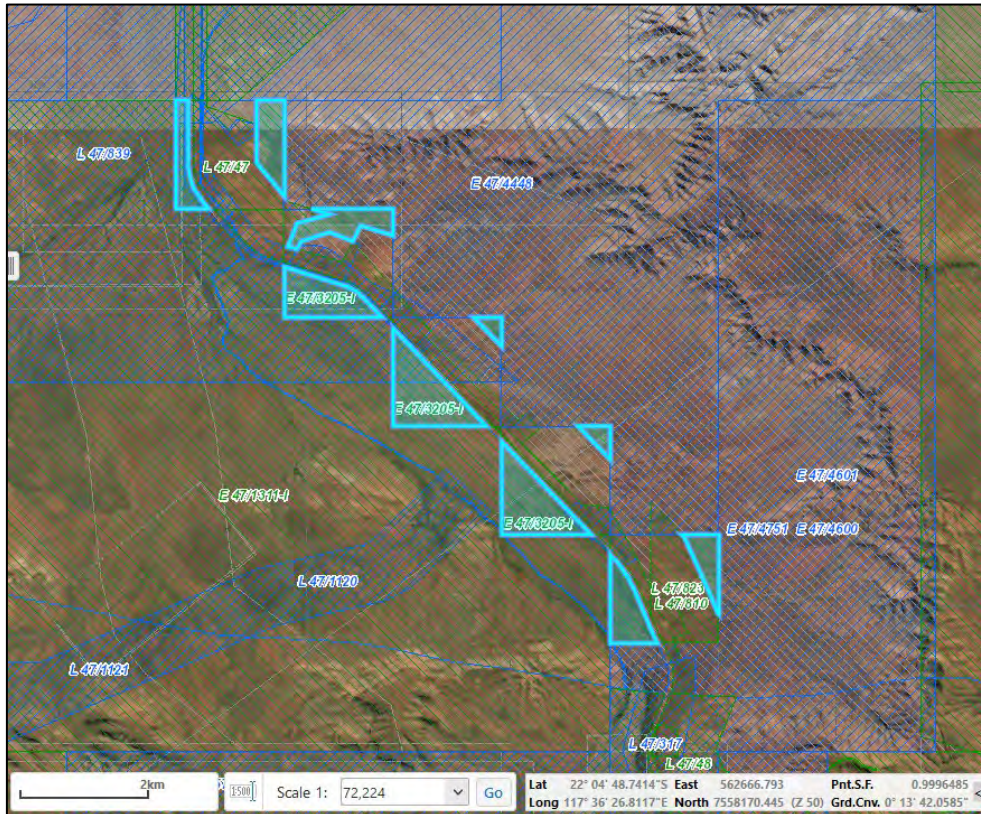 L 47/839
L 47/47
E 47/4448
E 47/3205-I
E 47/3205-I
E 47/4601
E 47/1311-I
E 47/3205-I
E 47/4751 E 47/4600
L 47/1120
L 47/823
L 47/810
L 47/1121
L 47/317
L 47/48
2km
1:500
Scale 1: 72,224
Go
Lat 22° 04' 48.7414"S East 562666.793 Pnt.S.F. 0.9996485
Long 117° 36' 26.8117"E North 7558170.445 (Z 50) Grd.Cnv. 0° 13' 42.0585"
<